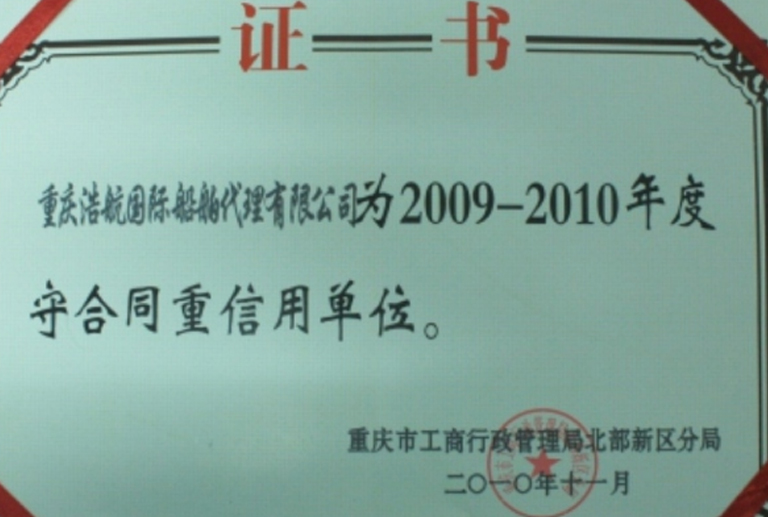 证书
重庆浩航国际船舶代理有限公司为2009-2010年度
守合同重信用单位。
重庆市工商行政管理局北部新区分局
二〇一〇年十一月